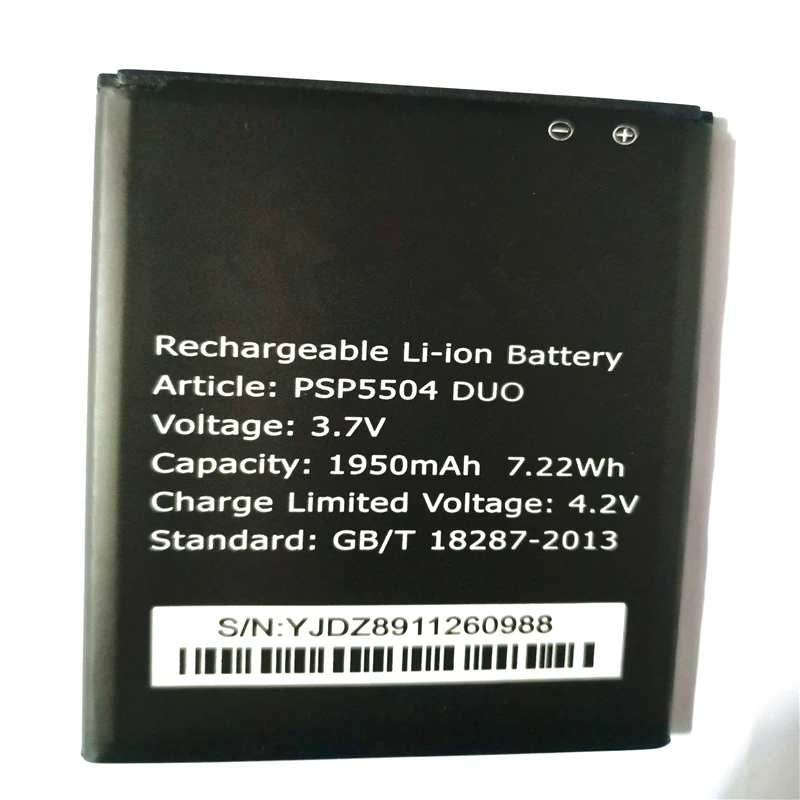 Rechargeable Li-ion Battery
Article: PSP5504 DUO
Voltage: 3.7V
Capacity: 1950mAh 7.22Wh
Charge Limited Voltage: 4.2V
Standard: GB/T 18287-2013
S/N:YJDZ8911260988